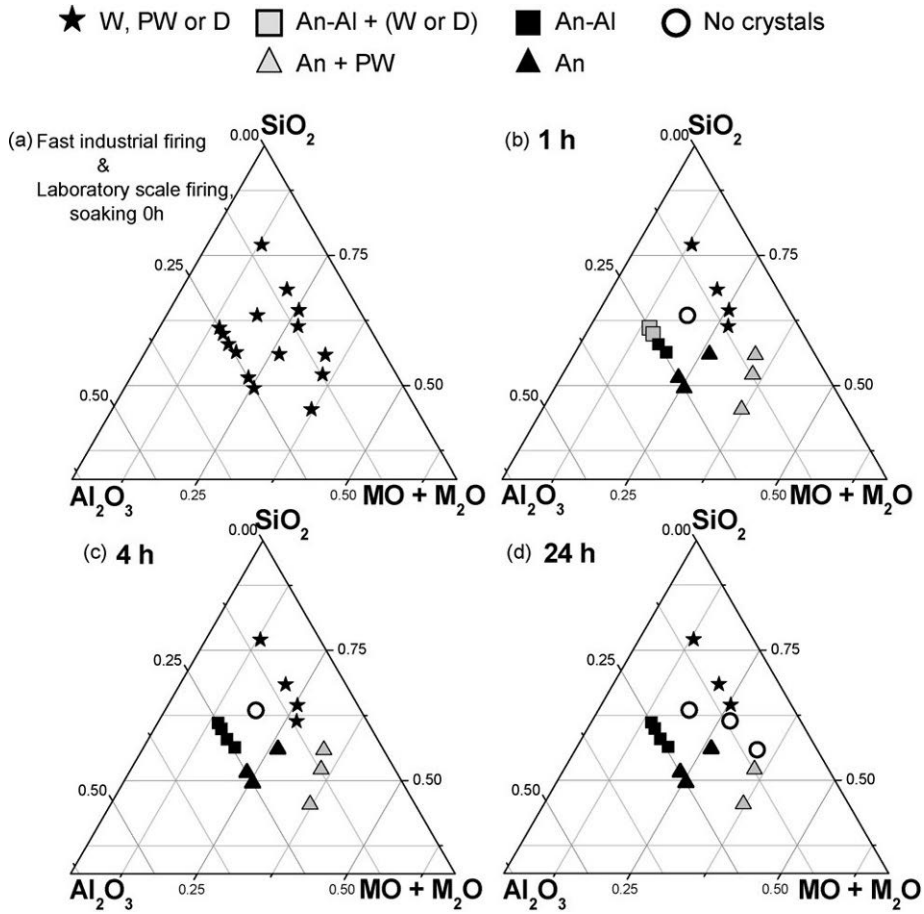 W, PW or D An-Al + (W or D) An-Al No crystals
An + PW An
(a) Fast industrial firing
&
Laboratory scale firing,
soaking 0h
SiO₂
0.00
0.25
0.75
0.50
0.50
Al₂O₃ 0.25 0.50 MO + M₂O
(b) 1 h
SiO₂
0.00
0.25
0.75
0.50
0.50
Al₂O₃ 0.25 0.50 MO + M₂O
(c) 4 h
SiO₂
0.00
0.25
0.75
0.50
0.50
Al₂O₃ 0.25 0.50 MO + M₂O
(d) 24 h
SiO₂
0.00
0.25
0.75
0.50
0.50
Al₂O₃ 0.25 0.50 MO + M₂O